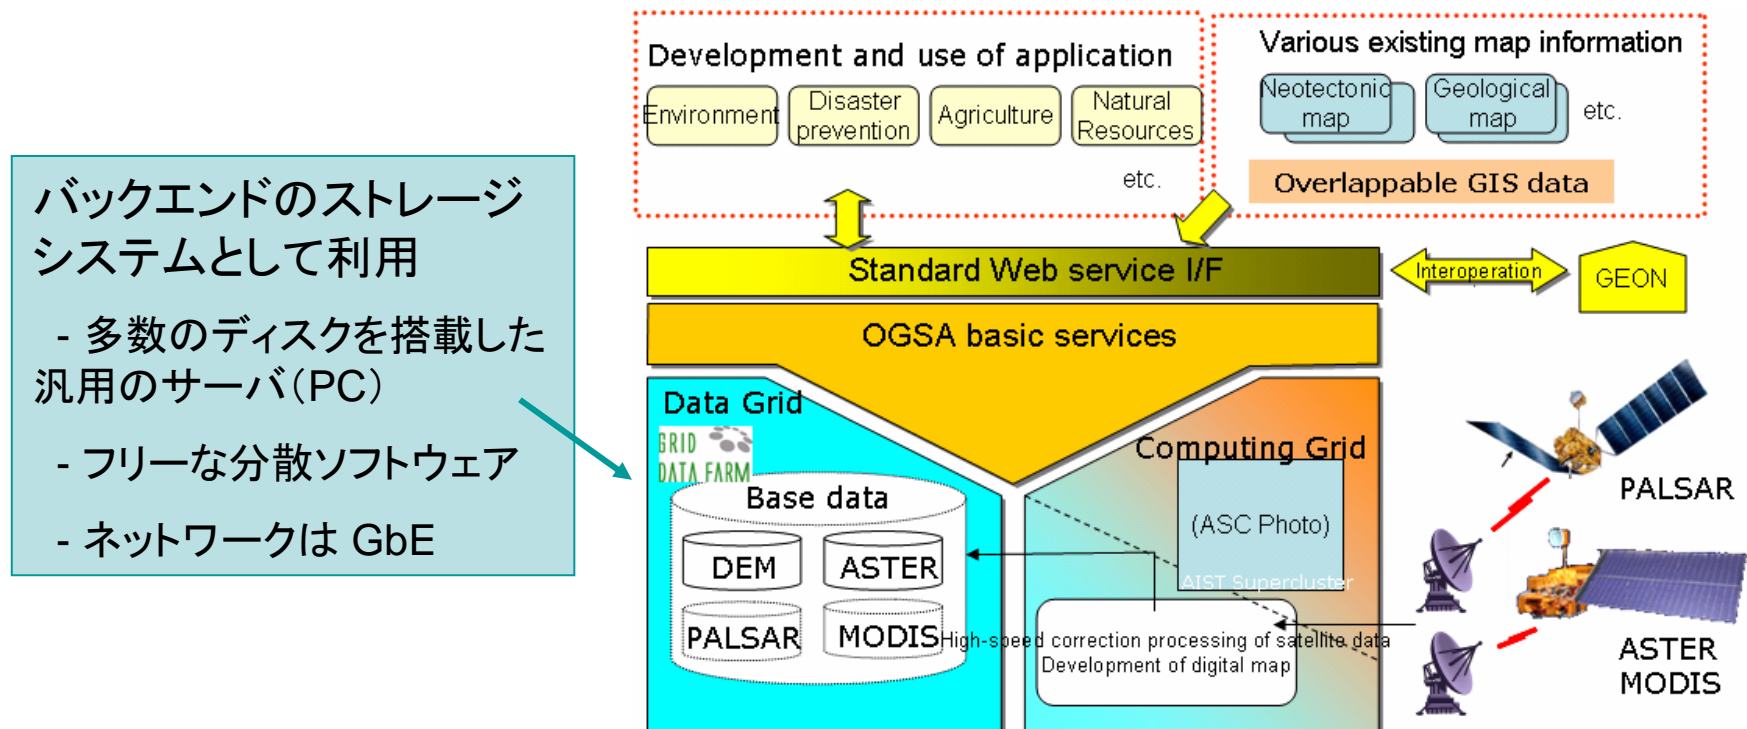 バックエンドのストレージ
システムとして利用
- 多数のディスクを搭載した
汎用のサーバ（PC）
- フリーな分散ソフトウェア
- ネットワークは GbE
Development and use of application
Environment
Disaster
prevention
Agriculture
Natural
Resources
etc.
Various existing map information
Neotectonic
map
Geological
map
etc.
Overlappable GIS data
Standard Web service I/F
Interoperation
GEON
OGSA basic services
Data Grid
GRID
DATA FARM
Base data
DEM
ASTER
PALSAR
MODIS
Computing Grid
(ASC Photo)
AIST Supercluster
High-speed correction processing of satellite data
Development of digital map
PALSAR
ASTER
MODIS